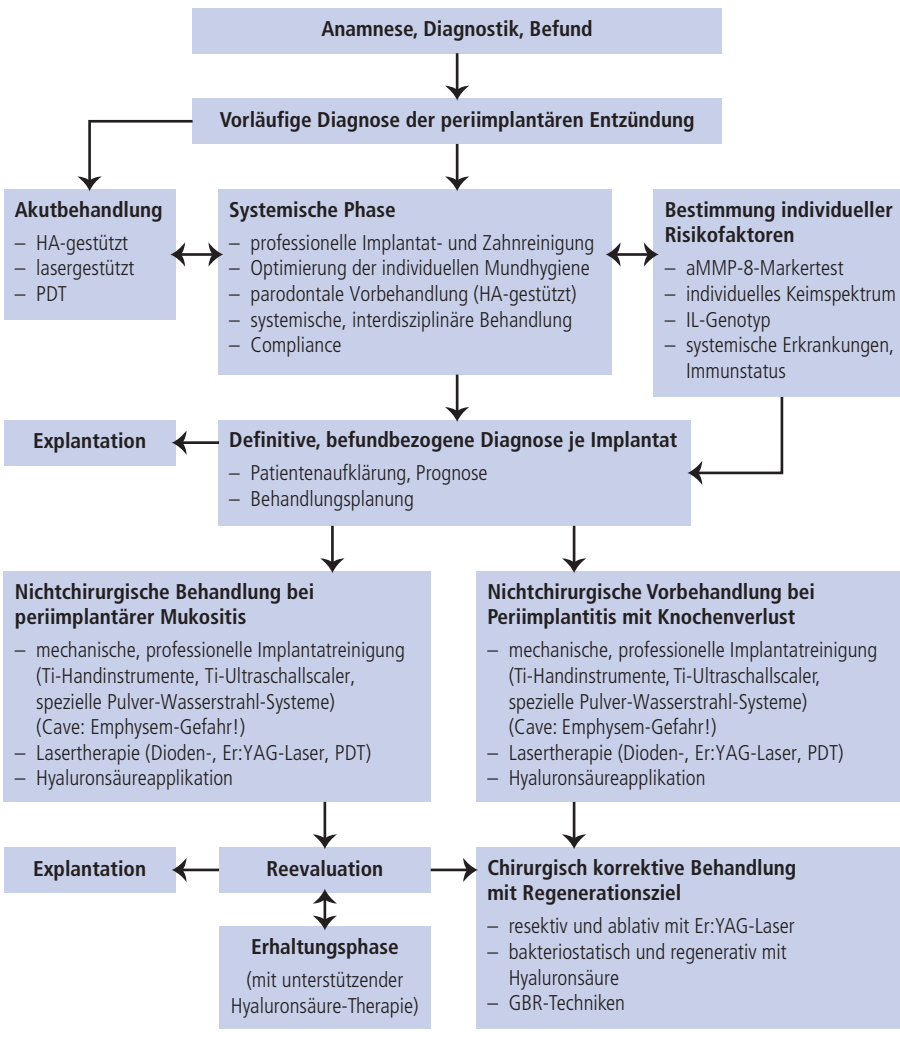 Anamnese, Diagnostik, Befund
Vorläufige Diagnose der periimplantären Entzündung
Akutbehandlung
– HA-gestützt
– lasergestützt
– PDT
Systemische Phase
– professionelle Implantat- und Zahnreinigung
– Optimierung der individuellen Mundhygiene
– parodontale Vorbehandlung (HA-gestützt)
– systemische, interdisziplinäre Behandlung
– Compliance
Bestimmung individueller
Risikofaktoren
– aMMP-8-Markertest
– individuelles Keimspektrum
– IL-Genotyp
– systemische Erkrankungen,
Immunstatus
Explantation
Definitive, befundbezogene Diagnose je Implantat
– Patientenaufklärung, Prognose
– Behandlungsplanung
Nichtchirurgische Behandlung bei
periimplantärer Mukositis
– mechanische, professionelle Implantatreinigung
(Ti-Handinstrumente, Ti-Ultraschallscaler,
spezielle Pulver-Wasserstrahl-Systeme)
(Cave: Emphysem-Gefahr!)
– Lasertherapie (Dioden-, Er:YAG-Laser, PDT)
– Hyaluronsäureapplikation
Nichtchirurgische Vorbehandlung bei
Periimplantitis mit Knochenverlust
– mechanische, professionelle Implantatreinigung
(Ti-Handinstrumente, Ti-Ultraschallscaler,
spezielle Pulver-Wasserstrahl-Systeme)
(Cave: Emphysem-Gefahr!)
– Lasertherapie (Dioden-, Er:YAG-Laser, PDT)
– Hyaluronsäureapplikation
Explantation
Reevaluation
Erhaltungsphase
(mit unterstützender
Hyaluronsäure-Therapie)
Chirurgisch korrektive Behandlung
mit Regenerationsziel
– resektiv und ablativ mit Er:YAG-Laser
– bakteriostatisch und regenerativ mit
Hyaluronsäure
– GBR-Techniken